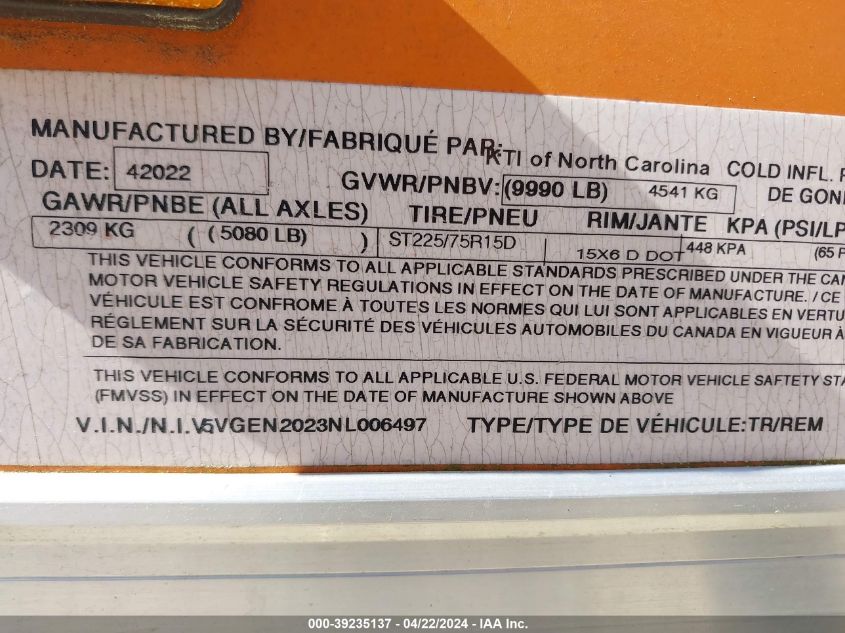 MANUFACTURED BY/FABRIQUÉ PAR: KTI of North Carolina COLD INFL.
DATE: 42022 GVWR/PNBV: (9990 LB) 4541 KG DE GON
GAWR/PNBE (ALL AXLES) TIRE/PNEU RIM/JANTE KPA (PSI/LP
2309 KG ( (5080 LB) ) ST225/75R15D 15X6 D DOT 448 KPA (65
THIS VEHICLE CONFORMS TO ALL APPLICABLE STANDARDS PRESCRIBED UNDER THE CAN
MOTOR VEHICLE SAFETY REGULATIONS IN EFFECT ON THE DATE OF MANUFACTURE. / CE
VÉHICULE EST CONFROME À TOUTES LES NORMES QUI LUI SONT APPLICABLES EN VERTU
RÉGLEMENT SUR LA SÉCURITÉ DES VÉHICULES AUTOMOBILES DU CANADA EN VIGUEUR À
DE SA FABRICATION.
THIS VEHICLE CONFORMS TO ALL APPLICABLE U.S. FEDERAL MOTOR VEHICLE SAFTETY STA
(FMVSS) IN EFFECT ON THE DATE OF MANUFACTURE SHOWN ABOVE
V.I.N./N.I.V 5VGEN2023NL006497 TYPE/TYPE DE VÉHICULE:TR/REM
000-39235137 - 04/22/2024 - IAA Inc.